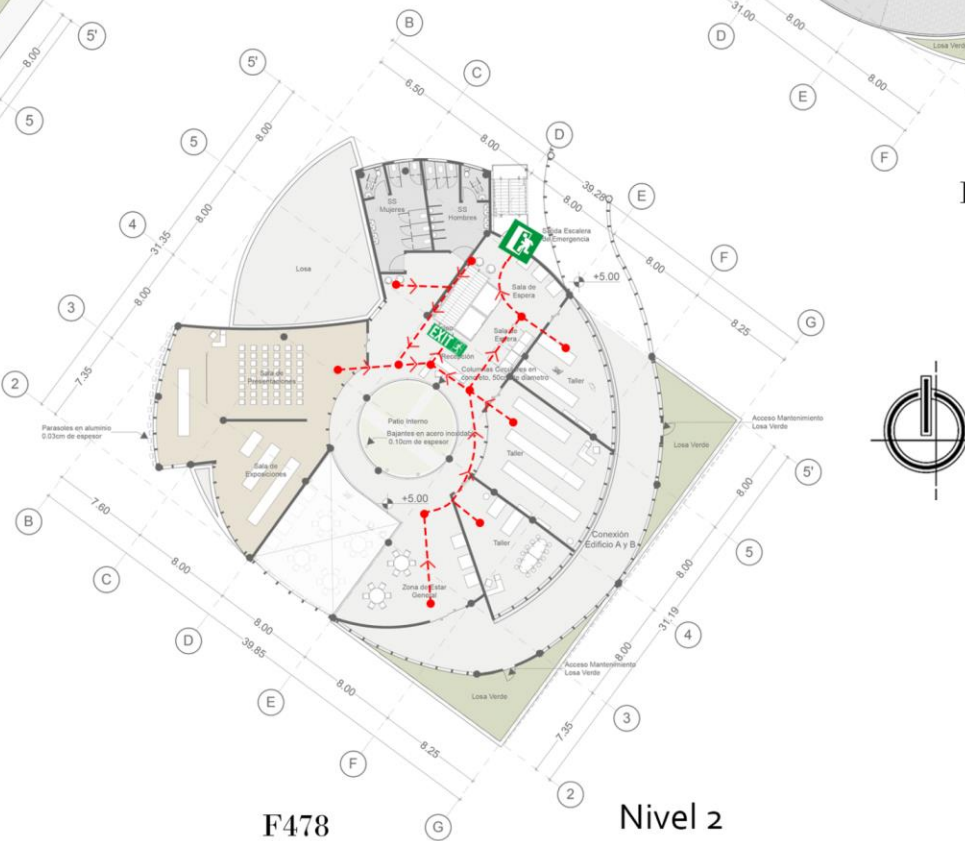 B
C
D
E
F
G
5'
5
4
3
2
6.50
8.00
39.28
8.00
8.00
8.25
8.00
8.00
31.35
8.00
7.35
31.00
8.00
8.00
D
E
F
Losa Verde
5'
5
8.00
SS
Mujeres
SS
Hombres
Salida Escalera
de Emergencia
+5.00
Losa
Sala de
Espera
Sala de
Espera
EXIT
Recepción
Columnas Circulares en
concreto, 50cm de diametro
Taller
Sala de
Presentaciones
Parasoles en aluminio
0.03cm de espesor
Patio Interno
Bajantes en acero inoxidable
0.10cm de espesor
Acceso Mantenimiento
Losa Verde
Losa Verde
Taller
Sala de
Exposiciones
+5.00
Taller
Conexión
Edificio A y B
Zona de Estar
General
Acceso Mantenimiento
Losa Verde
Losa Verde
B
C
D
E
F
G
7.60
8.00
8.00
39.85
8.00
8.25
5'
5
4
3
2
8.00
8.00
31.19
8.00
7.35
F478
Nivel 2